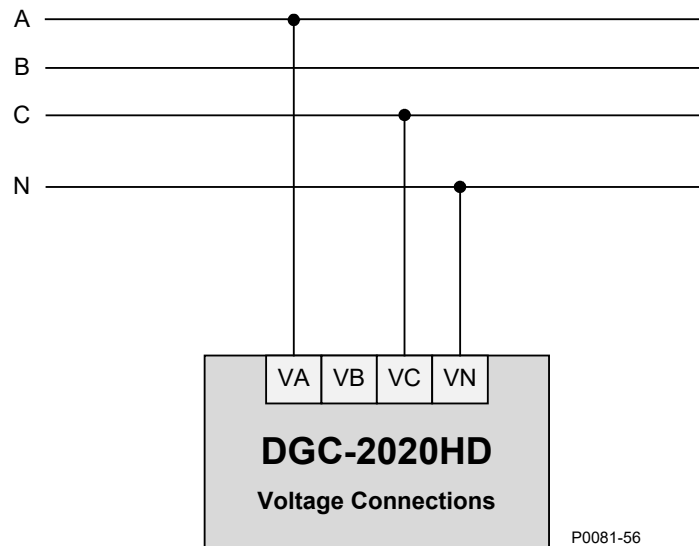 A
B
C
N
VA VB VC VN
DGC-2020HD
Voltage Connections
P0081-56